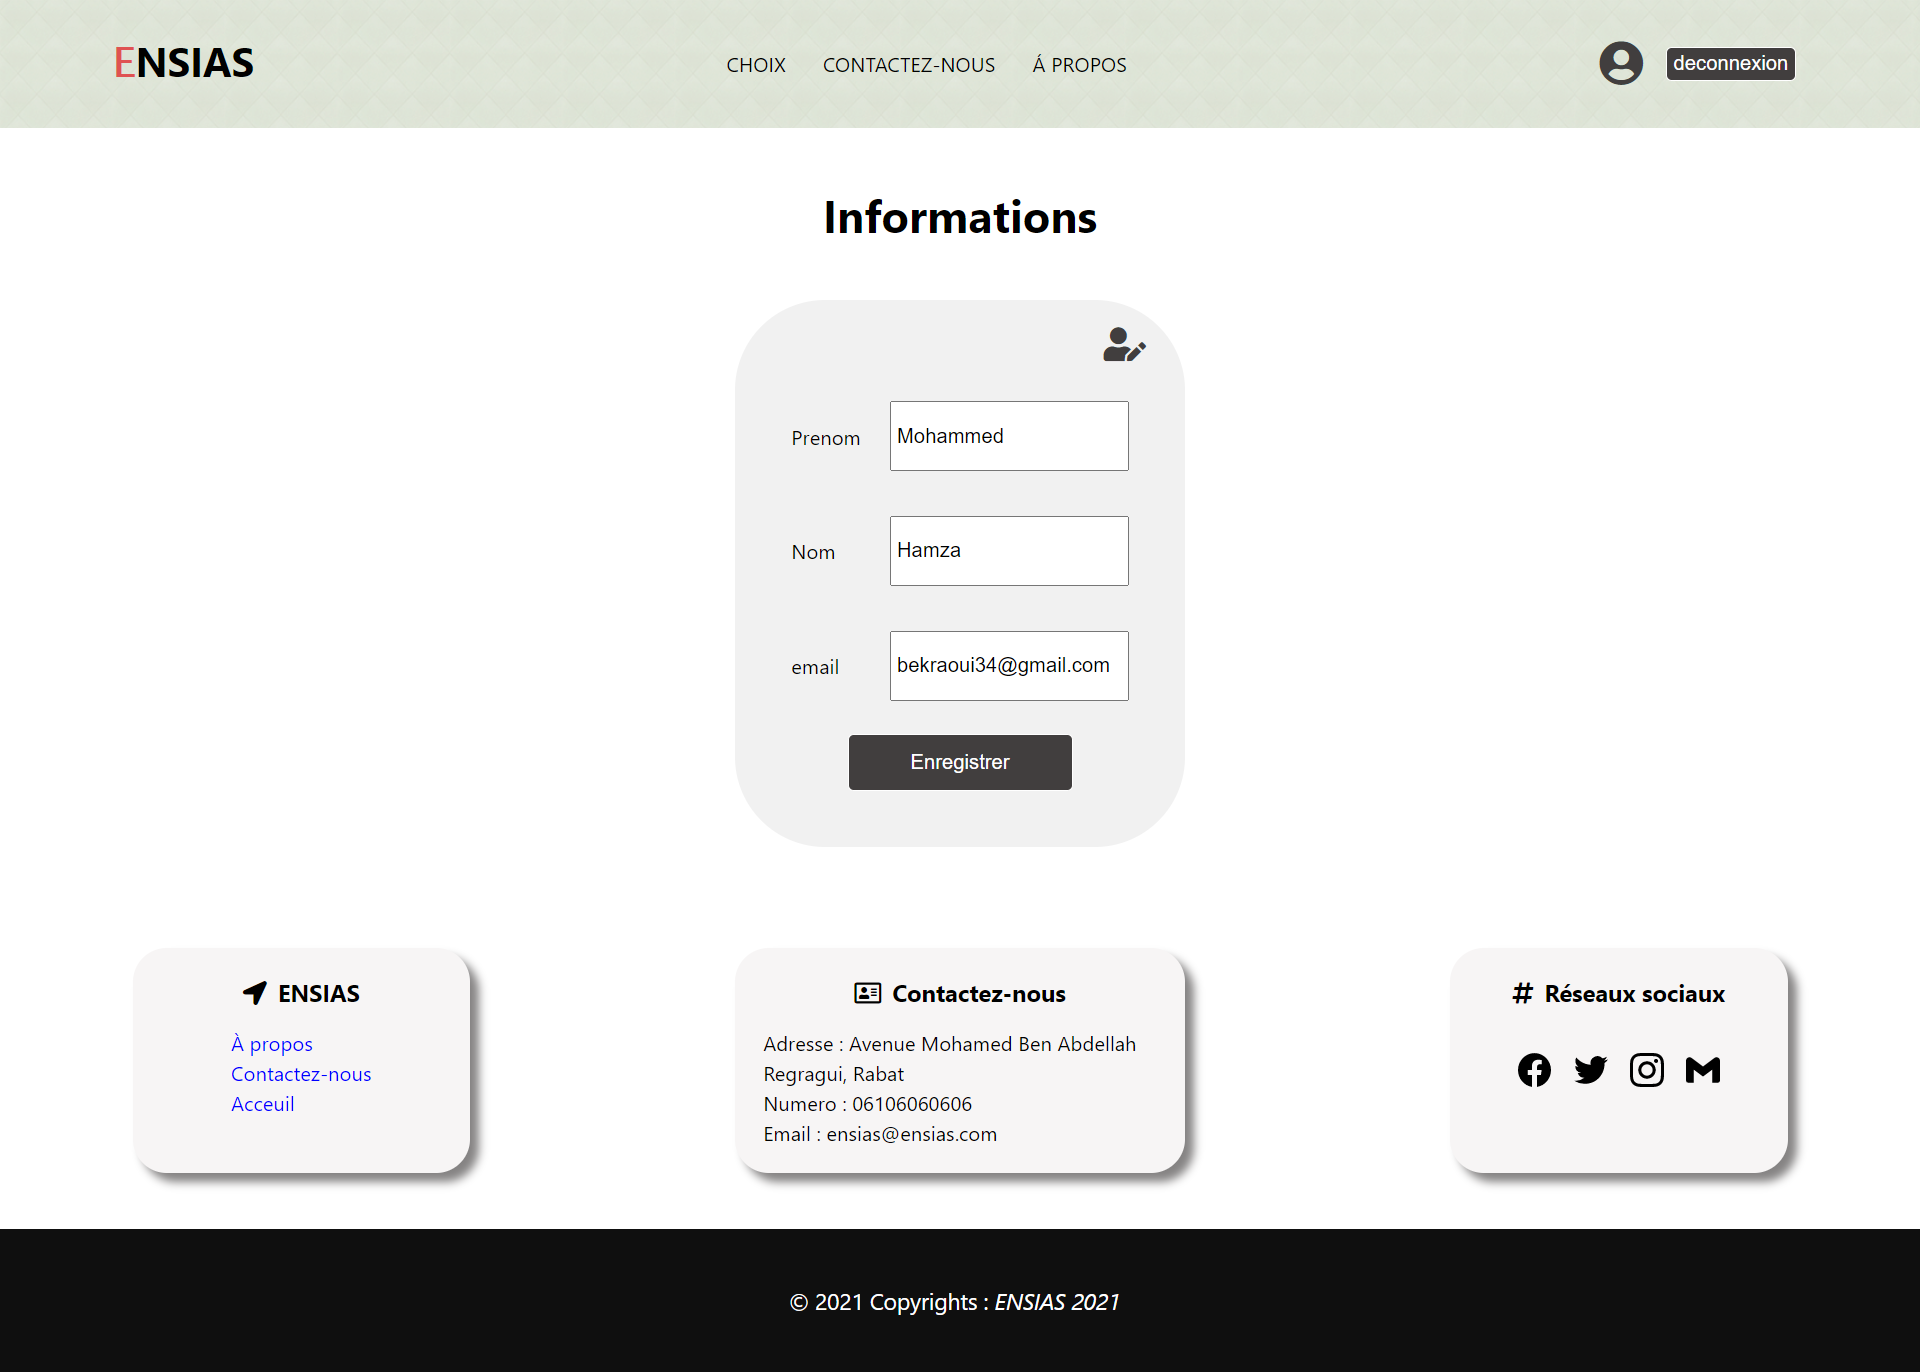 ENSIAS
CHOIX
CONTACTEZ-NOUS
Á PROPOS
deconnexion
Informations
Prenom
Mohammed
Nom
Hamza
email
bekraoui34@gmail.com
Enregistrer
ENSIAS
À propos
Contactez-nous
Acceuil
Contactez-nous
Adresse : Avenue Mohamed Ben Abdellah
Regragui, Rabat
Numero : 06106060606
Email : ensias@ensias.com
# Réseaux sociaux
© 2021 Copyrights : ENSIAS 2021